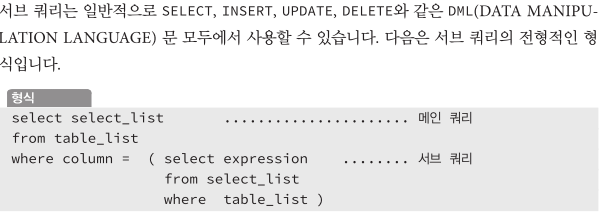 서브 쿼리는 일반적으로 SELECT, INSERT, UPDATE, DELETE와 같은 DML(DATA MANIPU-
LATION LANGUAGE) 문 모두에서 사용할 수 있습니다. 다음은 서브 쿼리의 전형적인 형
식입니다.
형식
select select_list ...................... 메인 쿼리
from table_list
where column = ( select expression ........ 서브 쿼리
from select_list
where table_list )